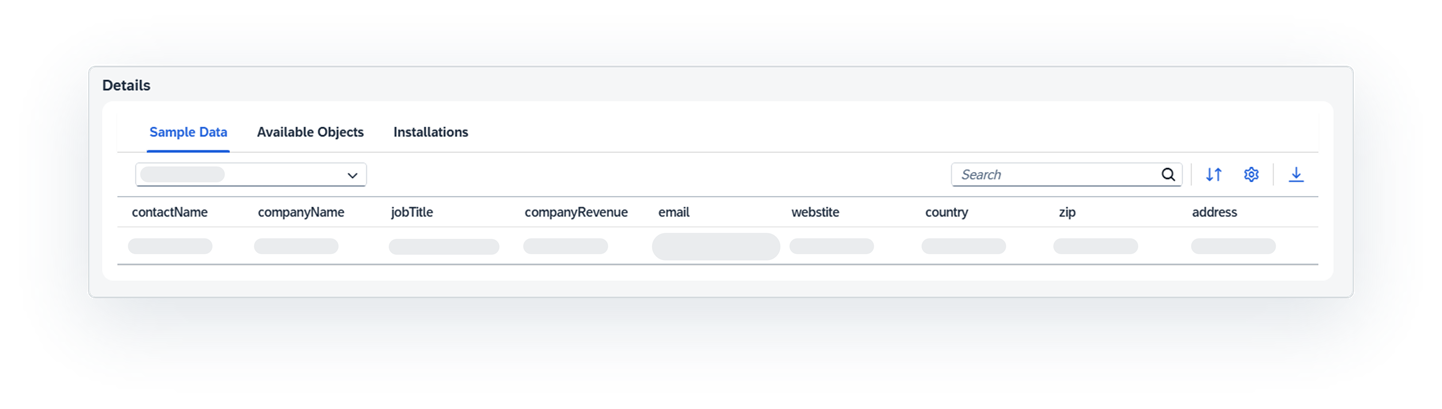 Details
Sample Data Available Objects Installations
Search
contactName companyName jobTitle companyRevenue email webstite country zip address